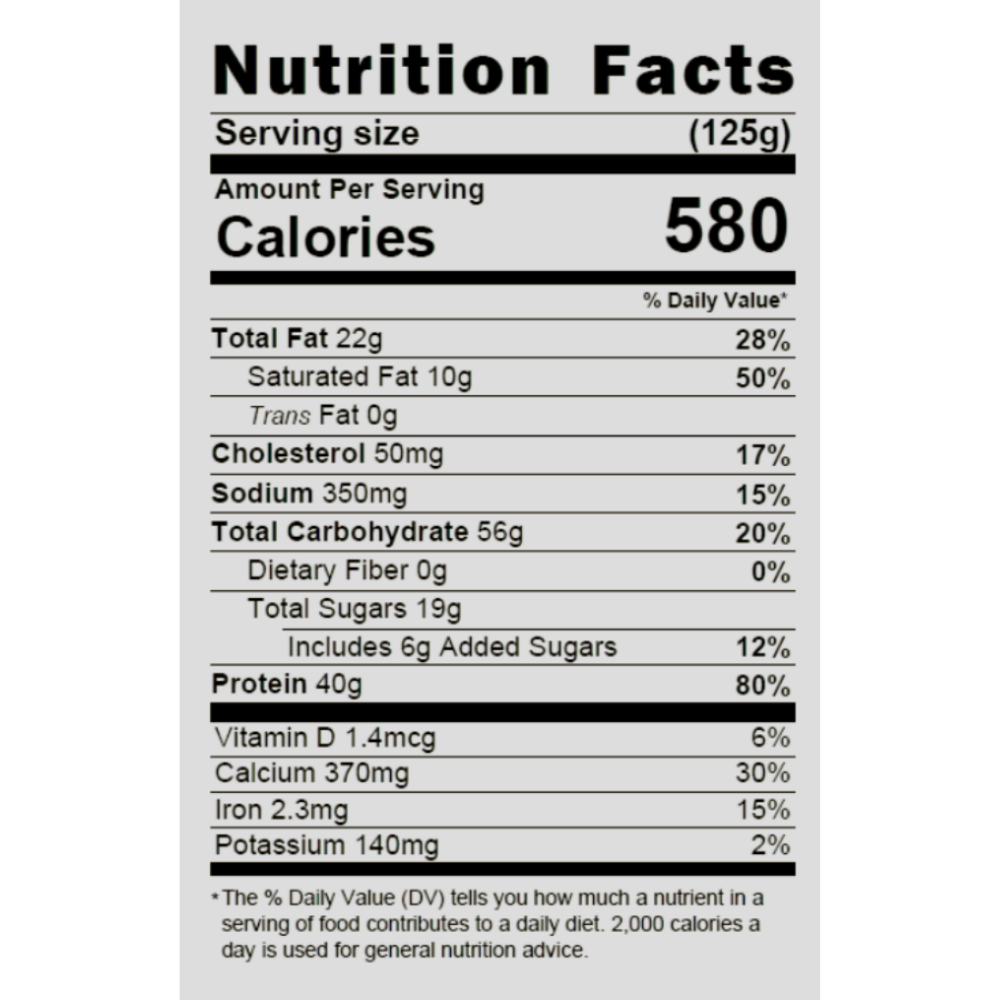 Nutrition Facts
Serving size (125g)
Amount Per Serving
Calories 580
% Daily Value*
Total Fat 22g 28%
Saturated Fat 10g 50%
Trans Fat 0g
Cholesterol 50mg 17%
Sodium 350mg 15%
Total Carbohydrate 56g 20%
Dietary Fiber 0g 0%
Total Sugars 19g
Includes 6g Added Sugars 12%
Protein 40g 80%
Vitamin D 1.4mcg 6%
Calcium 370mg 30%
Iron 2.3mg 15%
Potassium 140mg 2%
*The % Daily Value (DV) tells you how much a nutrient in a
serving of food contributes to a daily diet. 2,000 calories a
day is used for general nutrition advice.